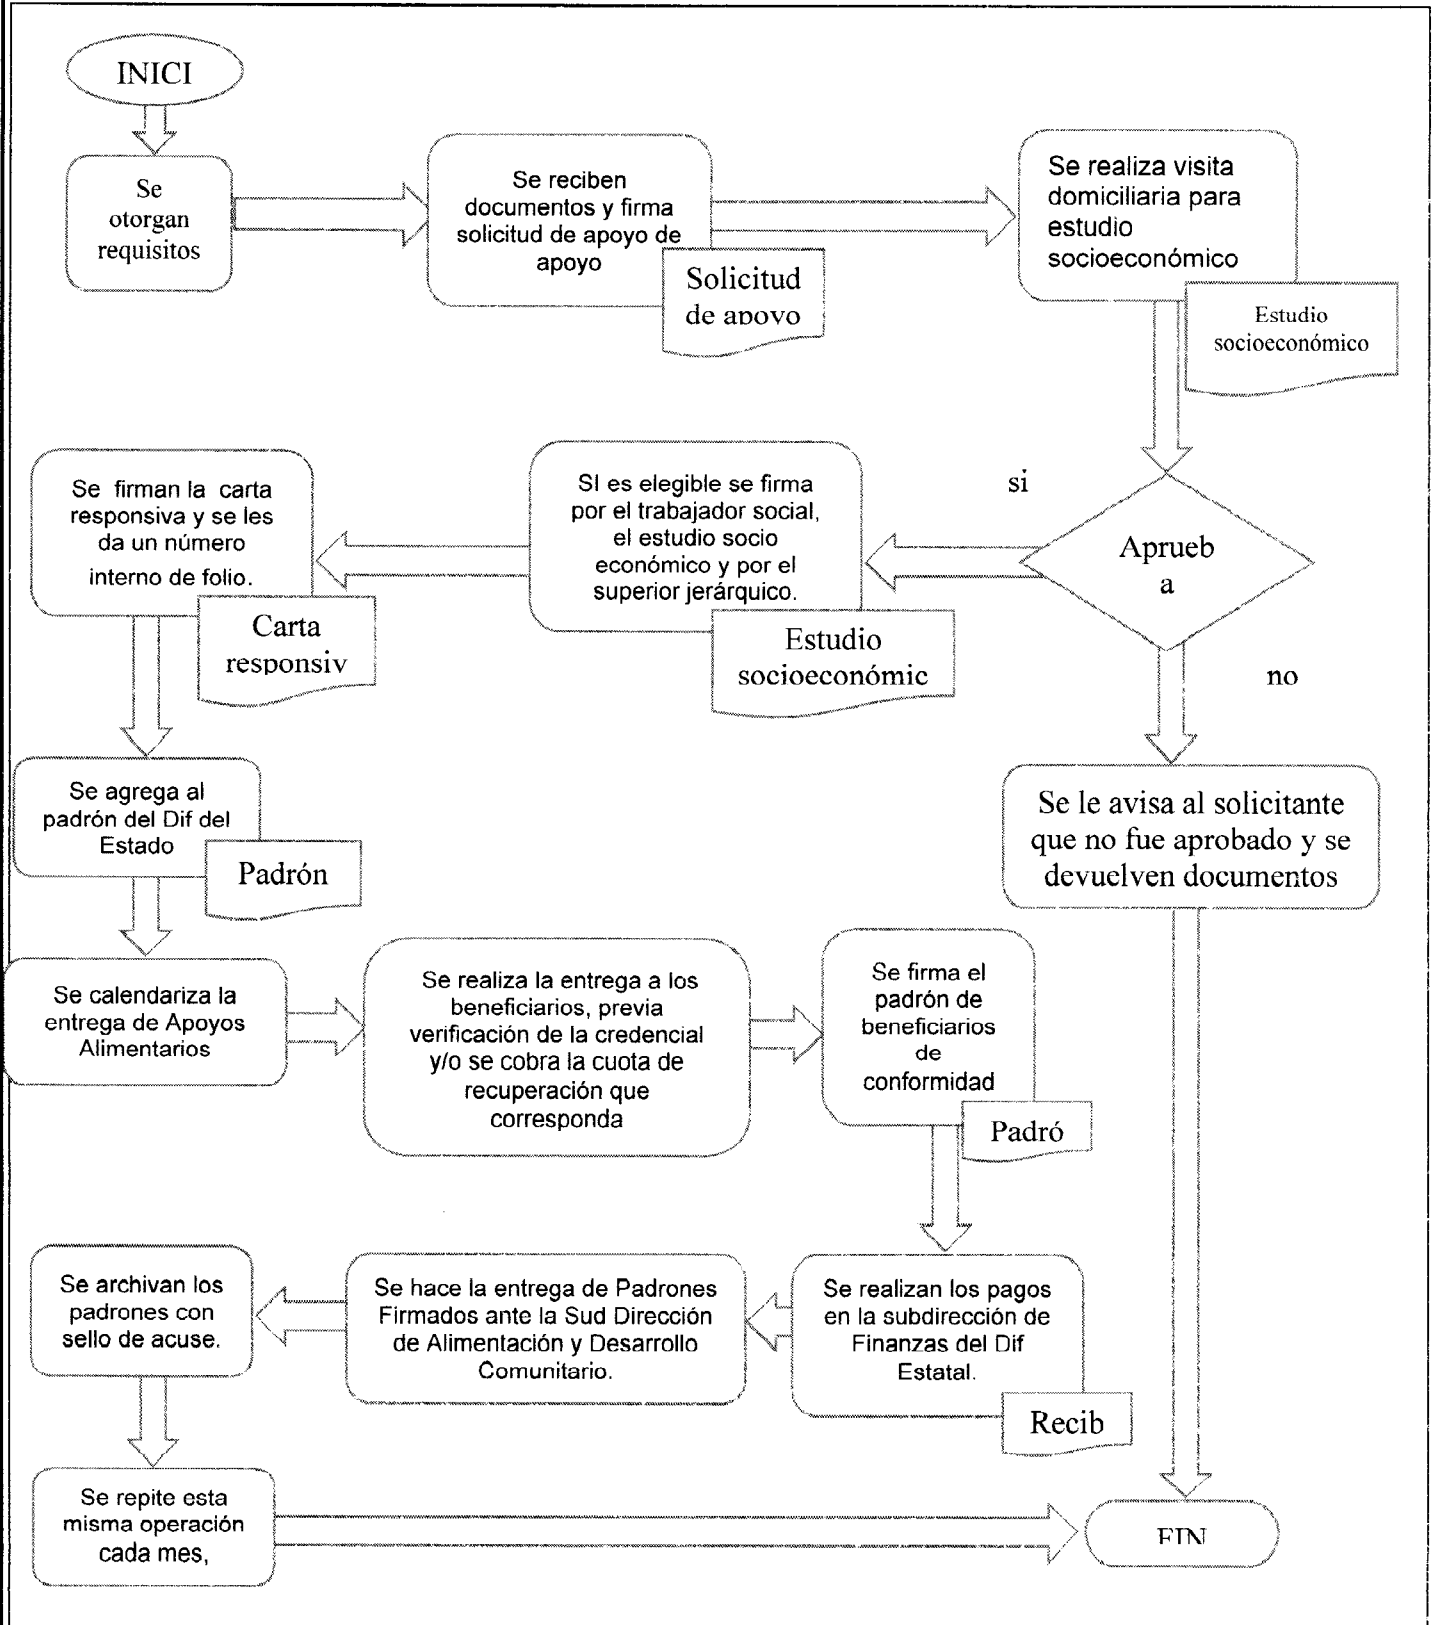 INICI
Se
otorgan
requisitos
Se reciben
documentos y firma
solicitud de apoyo de
apoyo
Solicitud
de apoyo
Se realiza visita
domiciliaria para
estudio
socioeconómico
Estudio
socioeconómico
Aprueb
a
si
no
SI es elegible se firma
por el trabajador social,
el estudio socio
económico y por el
superior jerárquico.
Estudio
socioeconómic
Se firman la carta
responsiva y se les
da un número
interno de folio.
Carta
responsiv
Se le avisa al solicitante
que no fue aprobado y se
devuelven documentos
Se agrega al
padrón del Dif del
Estado
Padrón
Se calendariza la
entrega de Apoyos
Alimentarios
Se realiza la entrega a los
beneficiarios, previa
verificación de la credencial
y/o se cobra la cuota de
recuperación que
corresponda
Se firma el
padrón de
beneficiarios
de
conformidad
Padró
Se realizan los pagos
en la subdirección de
Finanzas del Dif
Estatal.
Recib
Se hace la entrega de Padrones
Firmados ante la Sud Dirección
de Alimentación y Desarrollo
Comunitario.
Se archivan los
padrones con
sello de acuse.
Se repite esta
misma operación
cada mes,
FIN